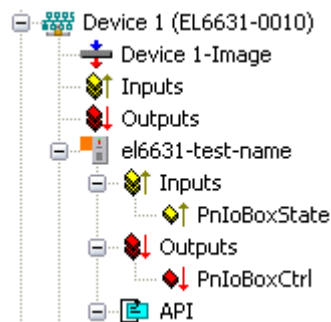 Device 1 (EL6631-0010)
Device 1-Image
Inputs
Outputs
el6631-test-name
Inputs
PnIoBoxState
Outputs
PnIoBoxCtrl
API